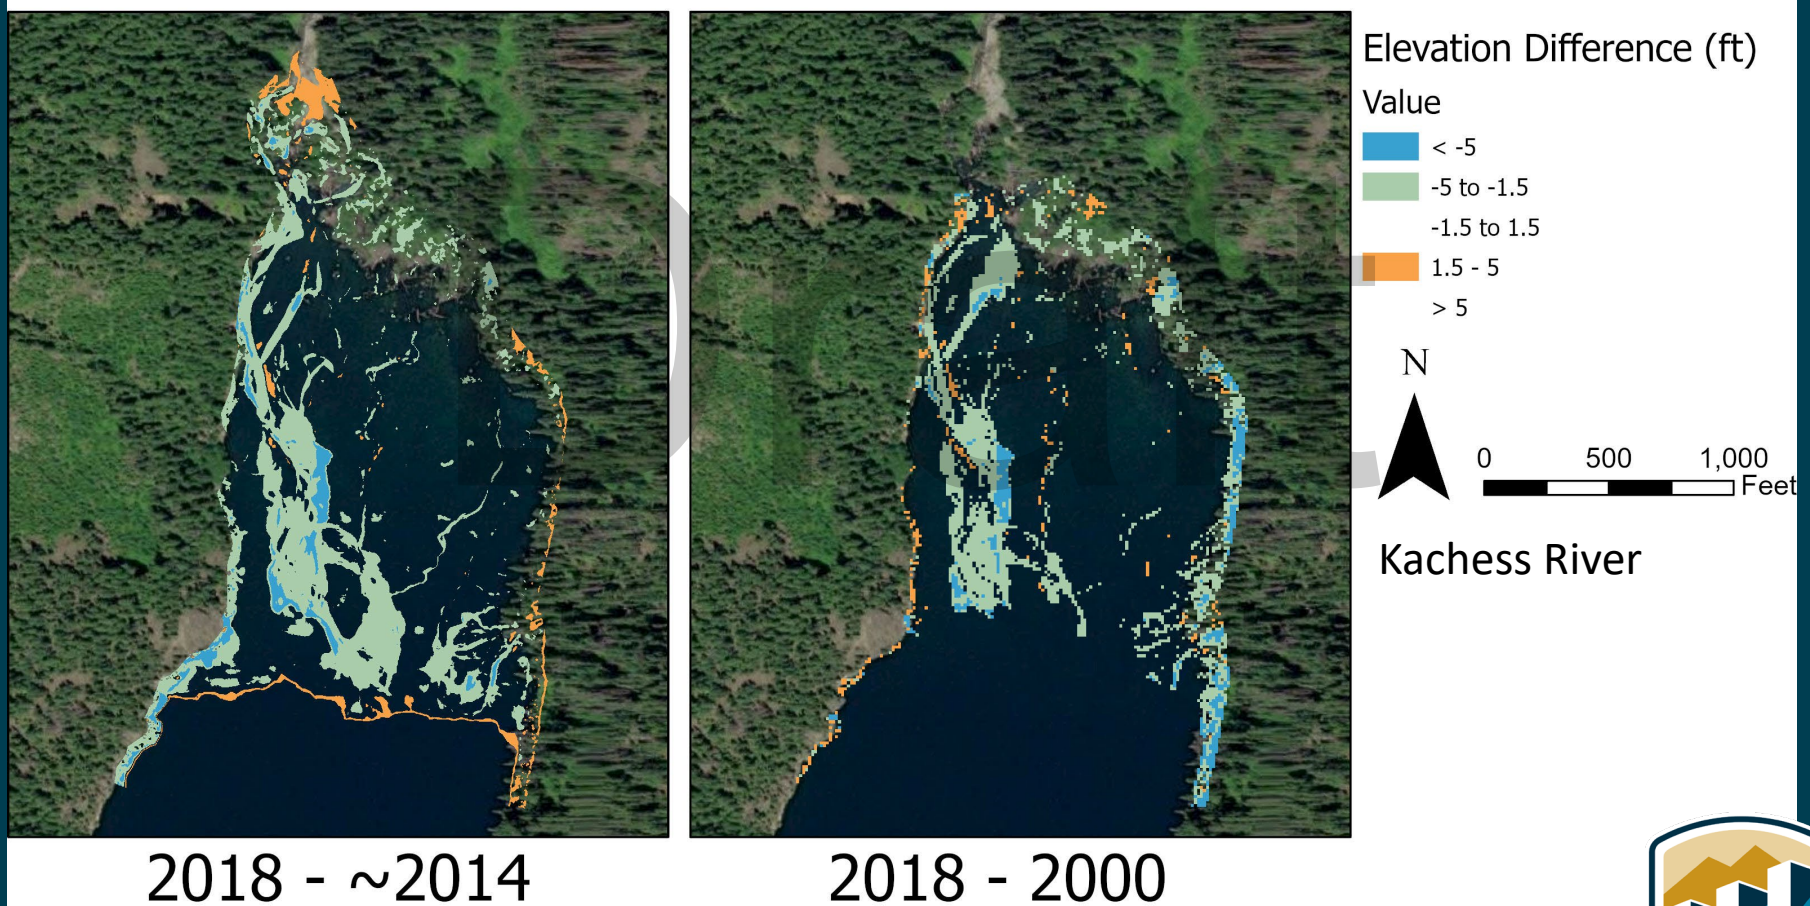 Elevation Difference (ft)
Value
< -5
-5 to -1.5
-1.5 to 1.5
1.5 - 5
> 5
N
0 500 1,000
Feet
Kachess River
2018 - ~2014
2018 - 2000
Draft